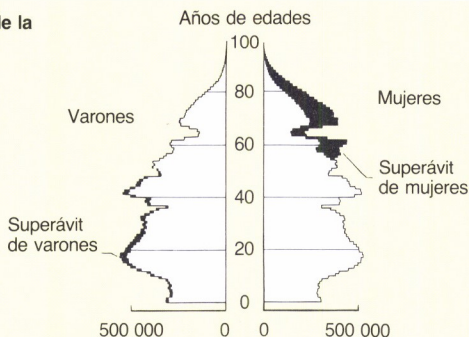 de la
Años de edades
100
80
60
40
20
0
Varones
Mujeres
Superávit
de mujeres
Superávit
de varones
500 000 0 0 500 000